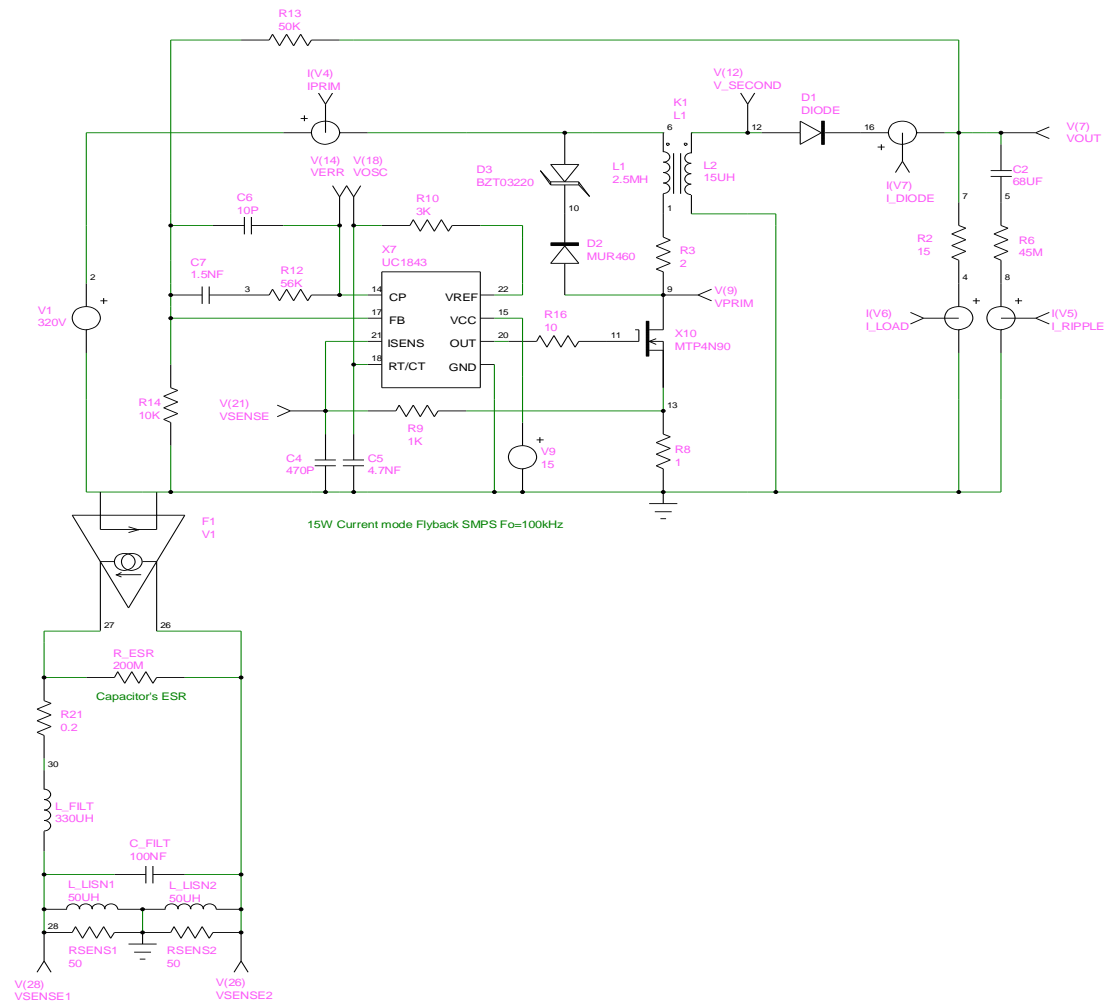 R13
50K
I(V4)
IPRIM
+
V(12)
V_SECOND
K1
L1
D1
DIODE
6
12
16
+
V(7)
VOUT
V(14)
VERR
V(18)
VOSC
D3
BZT03220
L1
2.5MH
L2
15UH
I(V7)
I_DIODE
C2
68UF
C6
10P
R10
3K
10
1
7
5
X7
UC1843
D2
MUR460
R3
2
R2
15
R6
45M
C7
1.5NF
3
R12
56K
2
+
V1
320V
14
CP
VREF
22
17
FB
VCC
15
21
ISENS
OUT
20
18
RT/CT
GND
9
V(9)
VPRIM
4
8
+
+
I(V6)
I_LOAD
I(V5)
I_RIPPLE
R16
10
11
X10
MTP4N90
R14
10K
V(21)
VSENSE
R9
1K
13
C4
470P
C5
4.7NF
+
V9
15
R8
1
F1
V1
15W Current mode Flyback SMPS Fo=100kHz
27
26
R_ESR
200M
Capacitor's ESR
R21
0.2
30
L_FILT
330UH
C_FILT
100NF
L_LISN1
50UH
L_LISN2
50UH
28
RSENS1
50
RSENS2
50
V(28)
VSENSE1
V(26)
VSENSE2